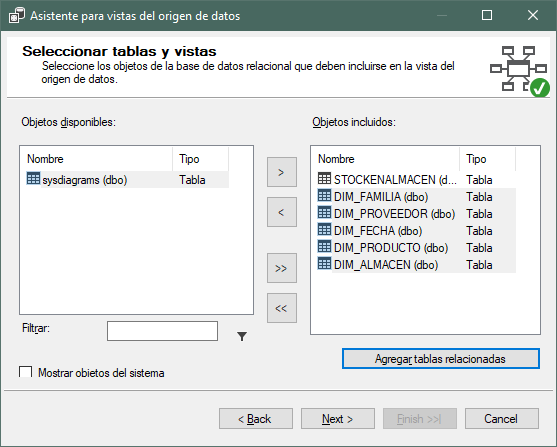 Asistente para vistas del origen de datos
Seleccionar tablas y vistas
Seleccione los objetos de la base de datos relacional que deben incluirse en la vista del
origen de datos.
Objetos disponibles:
Objetos incluidos:
Nombre Tipo
sysdiagrams (dbo) Tabla
>
<
>>
<<
Nombre Tipo
STOCKENALMACEN (d... Tabla
DIM_FAMILIA (dbo) Tabla
DIM_PROVEEDOR (dbo) Tabla
DIM_FECHA (dbo) Tabla
DIM_PRODUCTO (dbo) Tabla
DIM_ALMACEN (dbo) Tabla
Filtrar:
Agregar tablas relacionadas
Mostrar objetos del sistema
< Back Next > Finish >>| Cancel